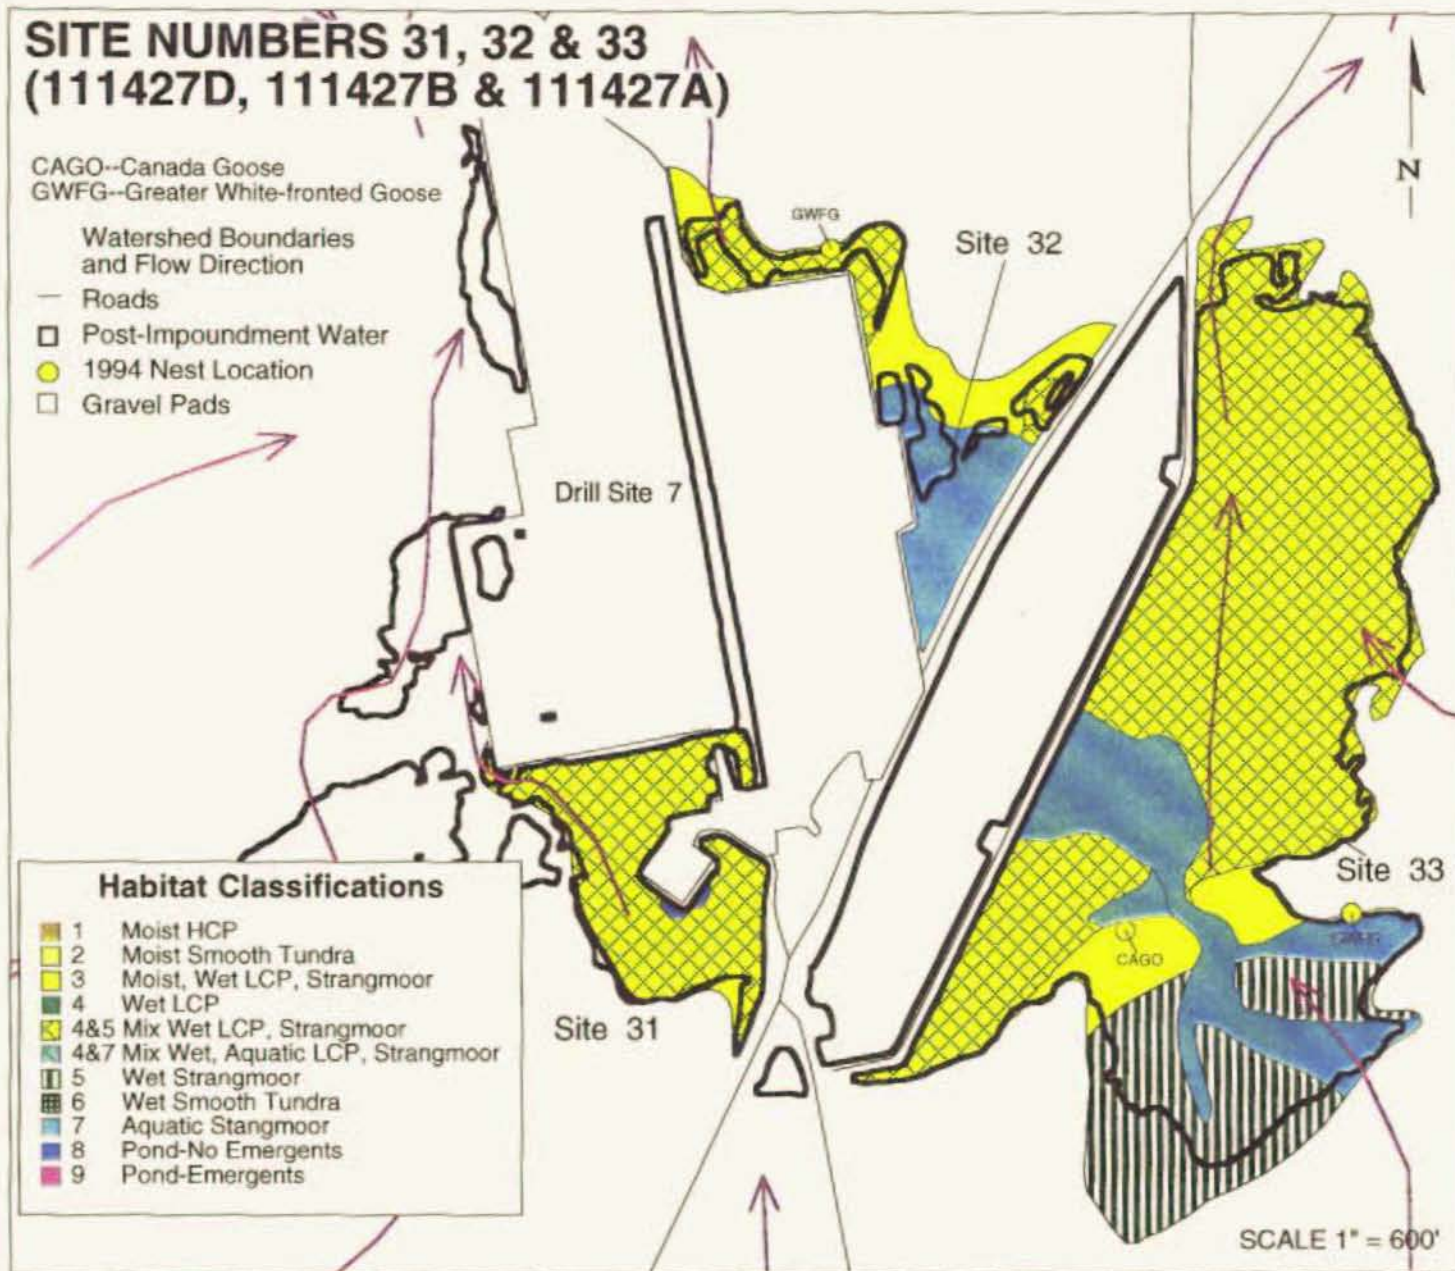 SITE NUMBERS 31, 32 & 33
(111427D, 111427B & 111427A)
CAGO--Canada Goose
GWFG--Greater White-fronted Goose
Watershed Boundaries
and Flow Direction
Roads
Post-Impoundment Water
1994 Nest Location
Gravel Pads
N
GWFG
Site 32
Drill Site 7
Site 33
CAGO
Site 31
Habitat Classifications
1 Moist HCP
2 Moist Smooth Tundra
3 Moist, Wet LCP, Strangmoor
4 Wet LCP
4&5 Mix Wet LCP, Strangmoor
4&7 Mix Wet, Aquatic LCP, Strangmoor
5 Wet Strangmoor
6 Wet Smooth Tundra
7 Aquatic Stangmoor
8 Pond-No Emergents
9 Pond-Emergents
SCALE 1" = 600'